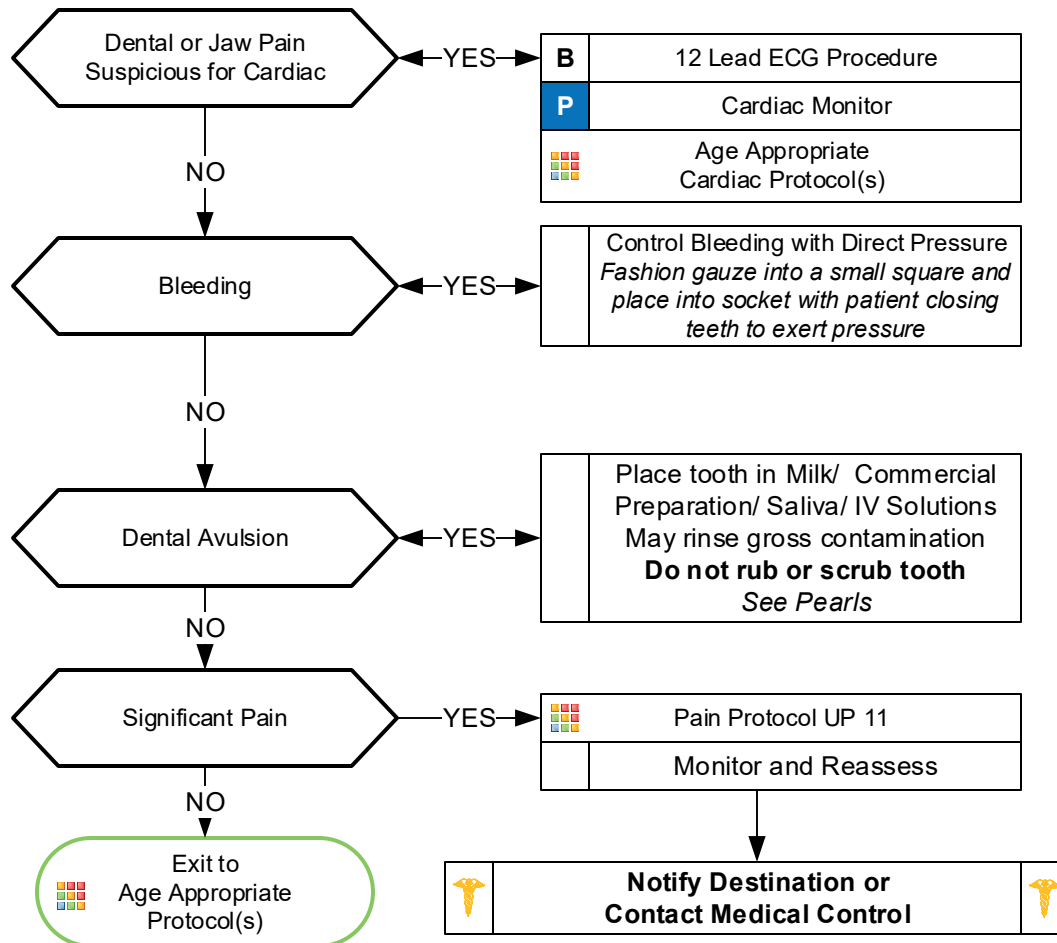 Dental or Jaw Pain
Suspicious for Cardiac
YES
B
12 Lead ECG Procedure
P
Cardiac Monitor
Age Appropriate
Cardiac Protocol(s)
NO
Bleeding
YES
Control Bleeding with Direct Pressure
Fashion gauze into a small square and
place into socket with patient closing
teeth to exert pressure
NO
Dental Avulsion
YES
Place tooth in Milk/ Commercial
Preparation/ Saliva/ IV Solutions
May rinse gross contamination
Do not rub or scrub tooth
See Pearls
NO
Significant Pain
YES
Pain Protocol UP 11
Monitor and Reassess
NO
Exit to
Age Appropriate
Protocol(s)
Notify Destination or
Contact Medical Control